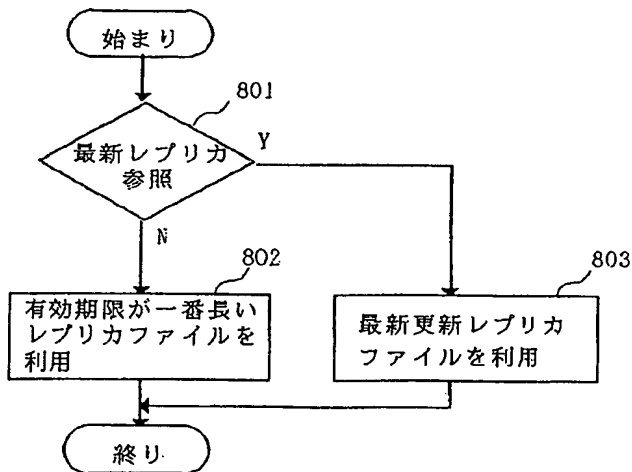 始まり
801
最新レプリカ
参照
Y
N
802
有効期限が一番長い
レプリカファイルを
利用
803
最新更新レプリカ
ファイルを利用
終り